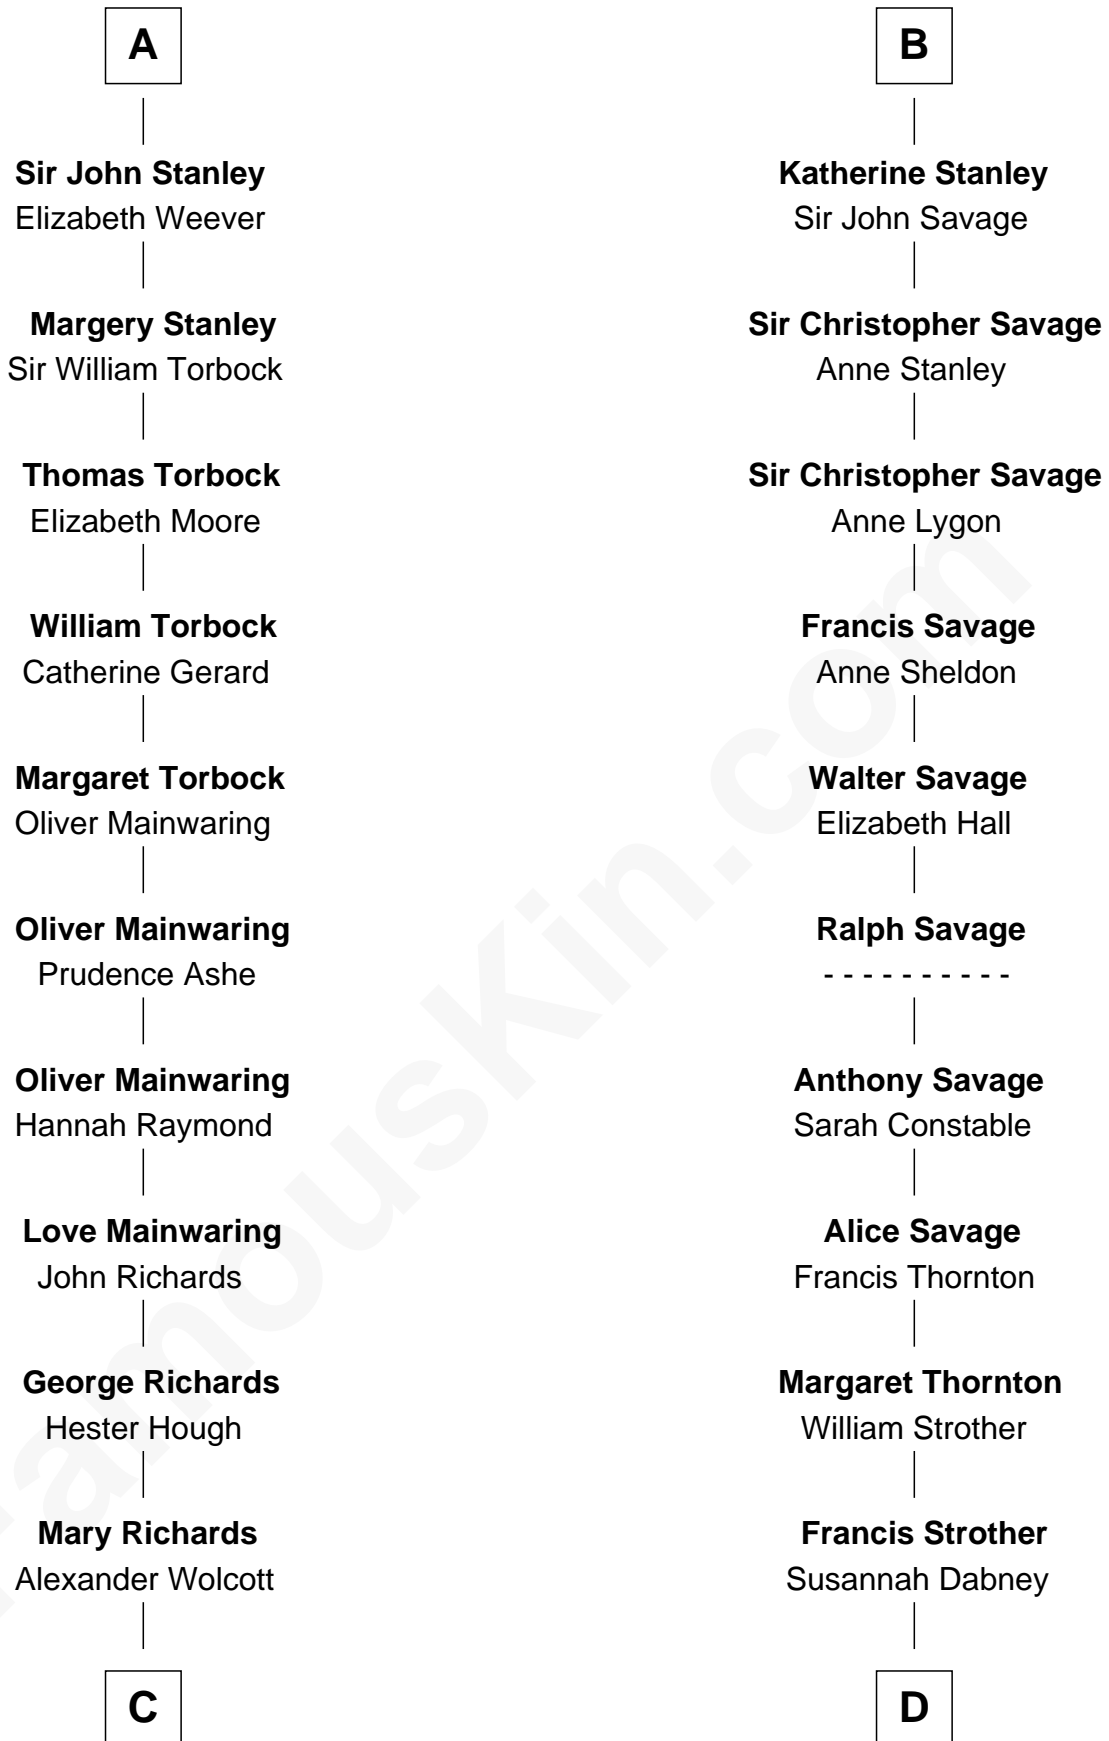 A
Sir John Stanley
Elizabeth Weever
Margery Stanley
Sir William Torbock
Thomas Torbock
Elizabeth Moore
William Torbock
Catherine Gerard
Margaret Torbock
Oliver Mainwaring
Oliver Mainwaring
Prudence Ashe
Oliver Mainwaring
Hannah Raymond
Love Mainwaring
John Richards
George Richards
Hester Hough
Mary Richards
Alexander Wolcott
C
B
Katherine Stanley
Sir John Savage
Sir Christopher Savage
Anne Stanley
Sir Christopher Savage
Anne Lygon
Francis Savage
Anne Sheldon
Walter Savage
Elizabeth Hall
Ralph Savage
- - - - - - - - - -
Anthony Savage
Sarah Constable
Alice Savage
Francis Thornton
Margaret Thornton
William Strother
Francis Strother
Susannah Dabney
D
FamousKin.com